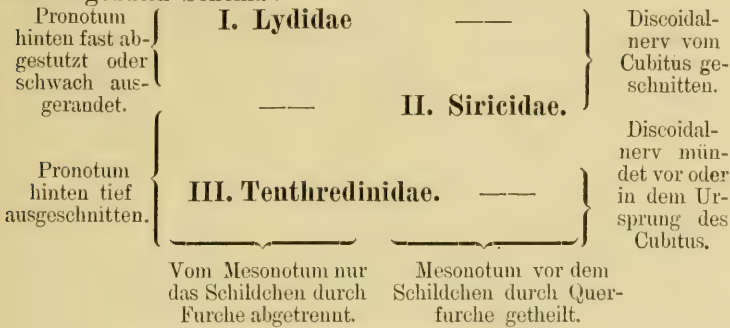 Pronotum
hinten fast ab-
gestutzt oder
schwach aus-
gerandet.
I. Lydidae
——
Discoidal-
nerv vom
Cubitus ge-
schnitten.
——
II. Siricidae.
Pronotum
hinten tief
ausgeschnitten.
III. Tenthredinidae.
——
Discoidal-
nerv mün-
det vor oder
in dem Ur-
sprung des
Cubitus.
Vom Mesonotum nur
das Schildchen durch
Furche abgetrennt.
Mesonotum vor dem
Schildchen durch Quer-
furche getheilt.